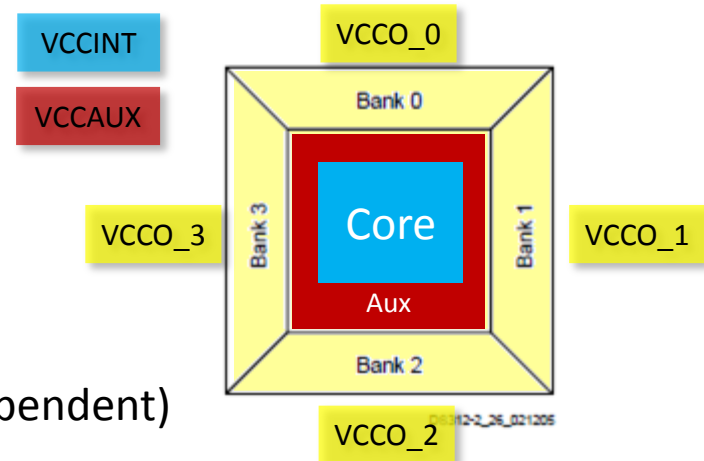 VCCINT
VCCO_0
VCCAUX
Bank 0
VCCO_3
Bank 3
Core
Bank 1
VCCO_1
Aux
Bank 2
pendent)
VCCO_2